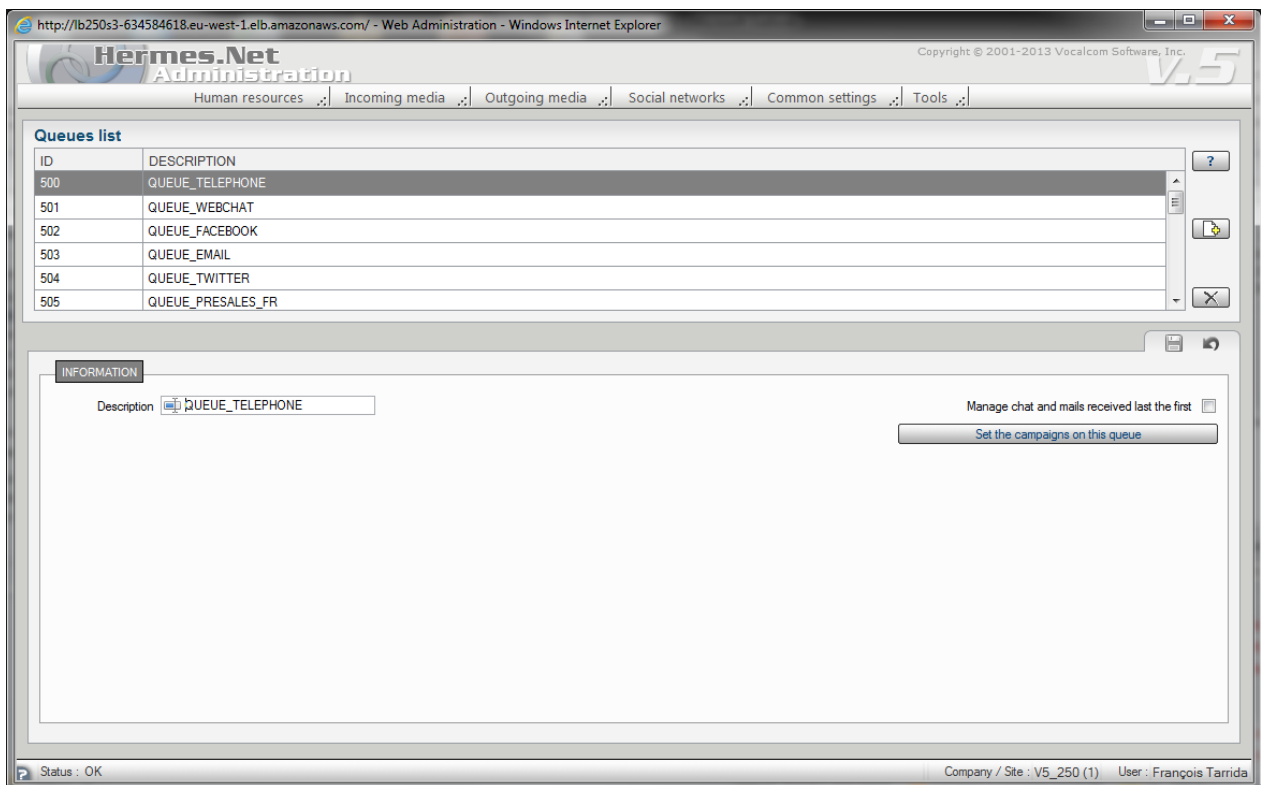 http://lb250s3-634584618.eu-west-1.elb.amazonaws.com/ - Web Administration - Windows Internet Explorer
Hermes.Net
Administration
Copyright © 2001-2013 Vocalcom Software, Inc.
V.5
Human resources Incoming media Outgoing media Social networks Common settings Tools
Queues list
ID DESCRIPTION
?
500 QUEUE_TELEPHONE
501 QUEUE_WEBCHAT
502 QUEUE_FACEBOOK
503 QUEUE_EMAIL
504 QUEUE_TWITTER
505 QUEUE_PRESALES_FR
INFORMATION
Description QUEUE_TELEPHONE
Manage chat and mails received last the first
Set the campaigns on this queue
Status : OK
Company / Site : V5_250 (1) User : François Tarrida